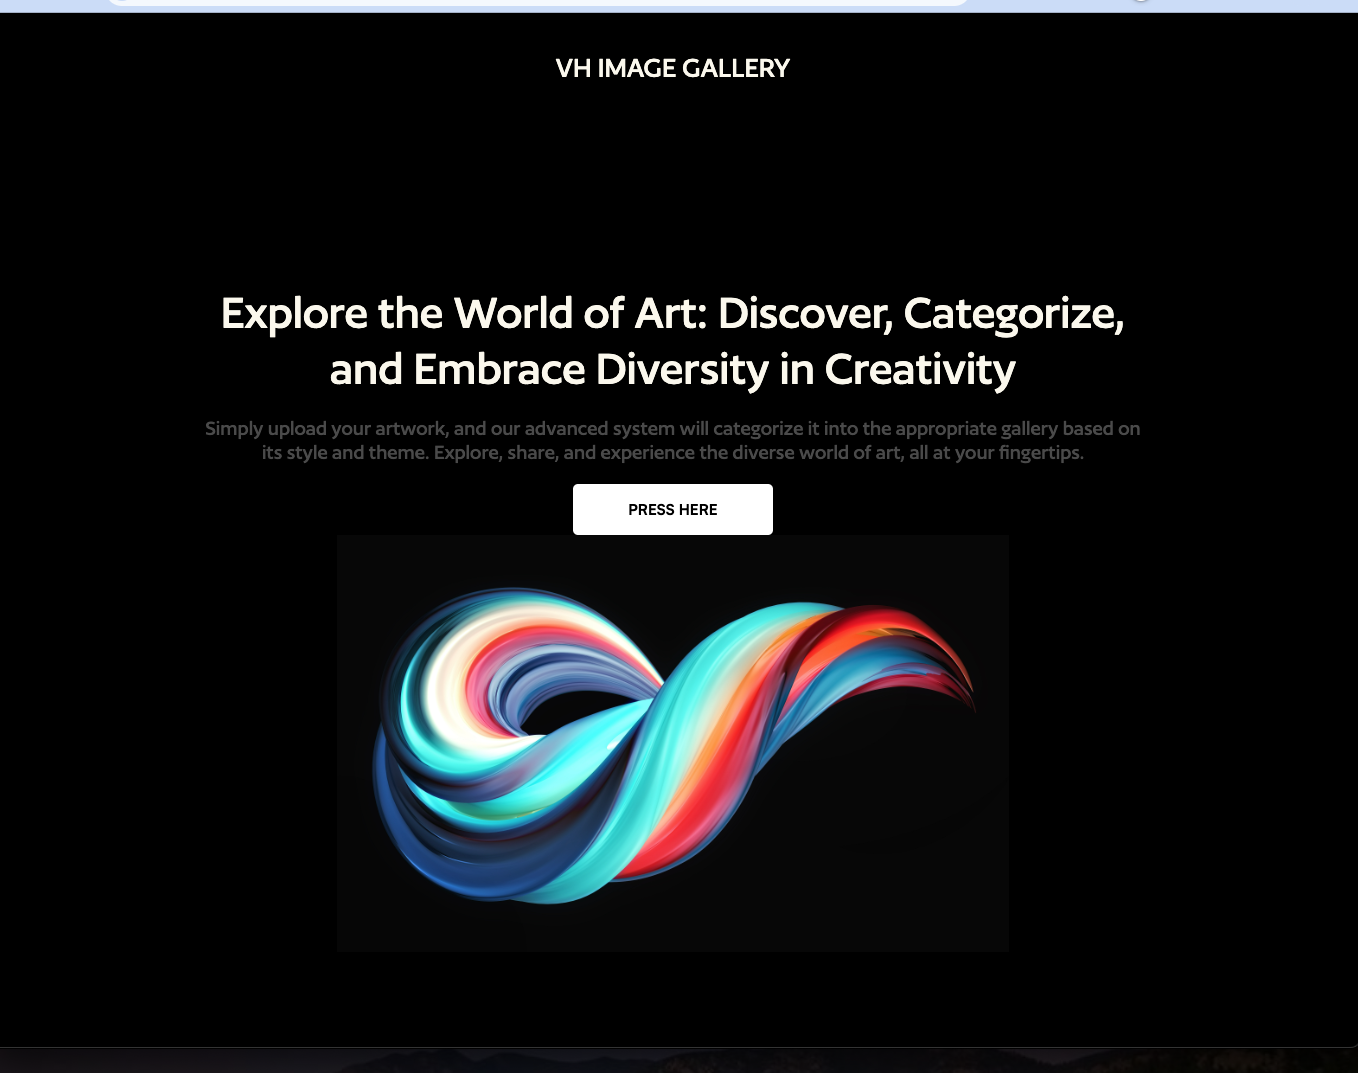 VH IMAGE GALLERY
Explore the World of Art: Discover, Categorize,
and Embrace Diversity in Creativity
Simply upload your artwork, and our advanced system will categorize it into the appropriate gallery based on
its style and theme. Explore, share, and experience the diverse world of art, all at your fingertips.
PRESS HERE